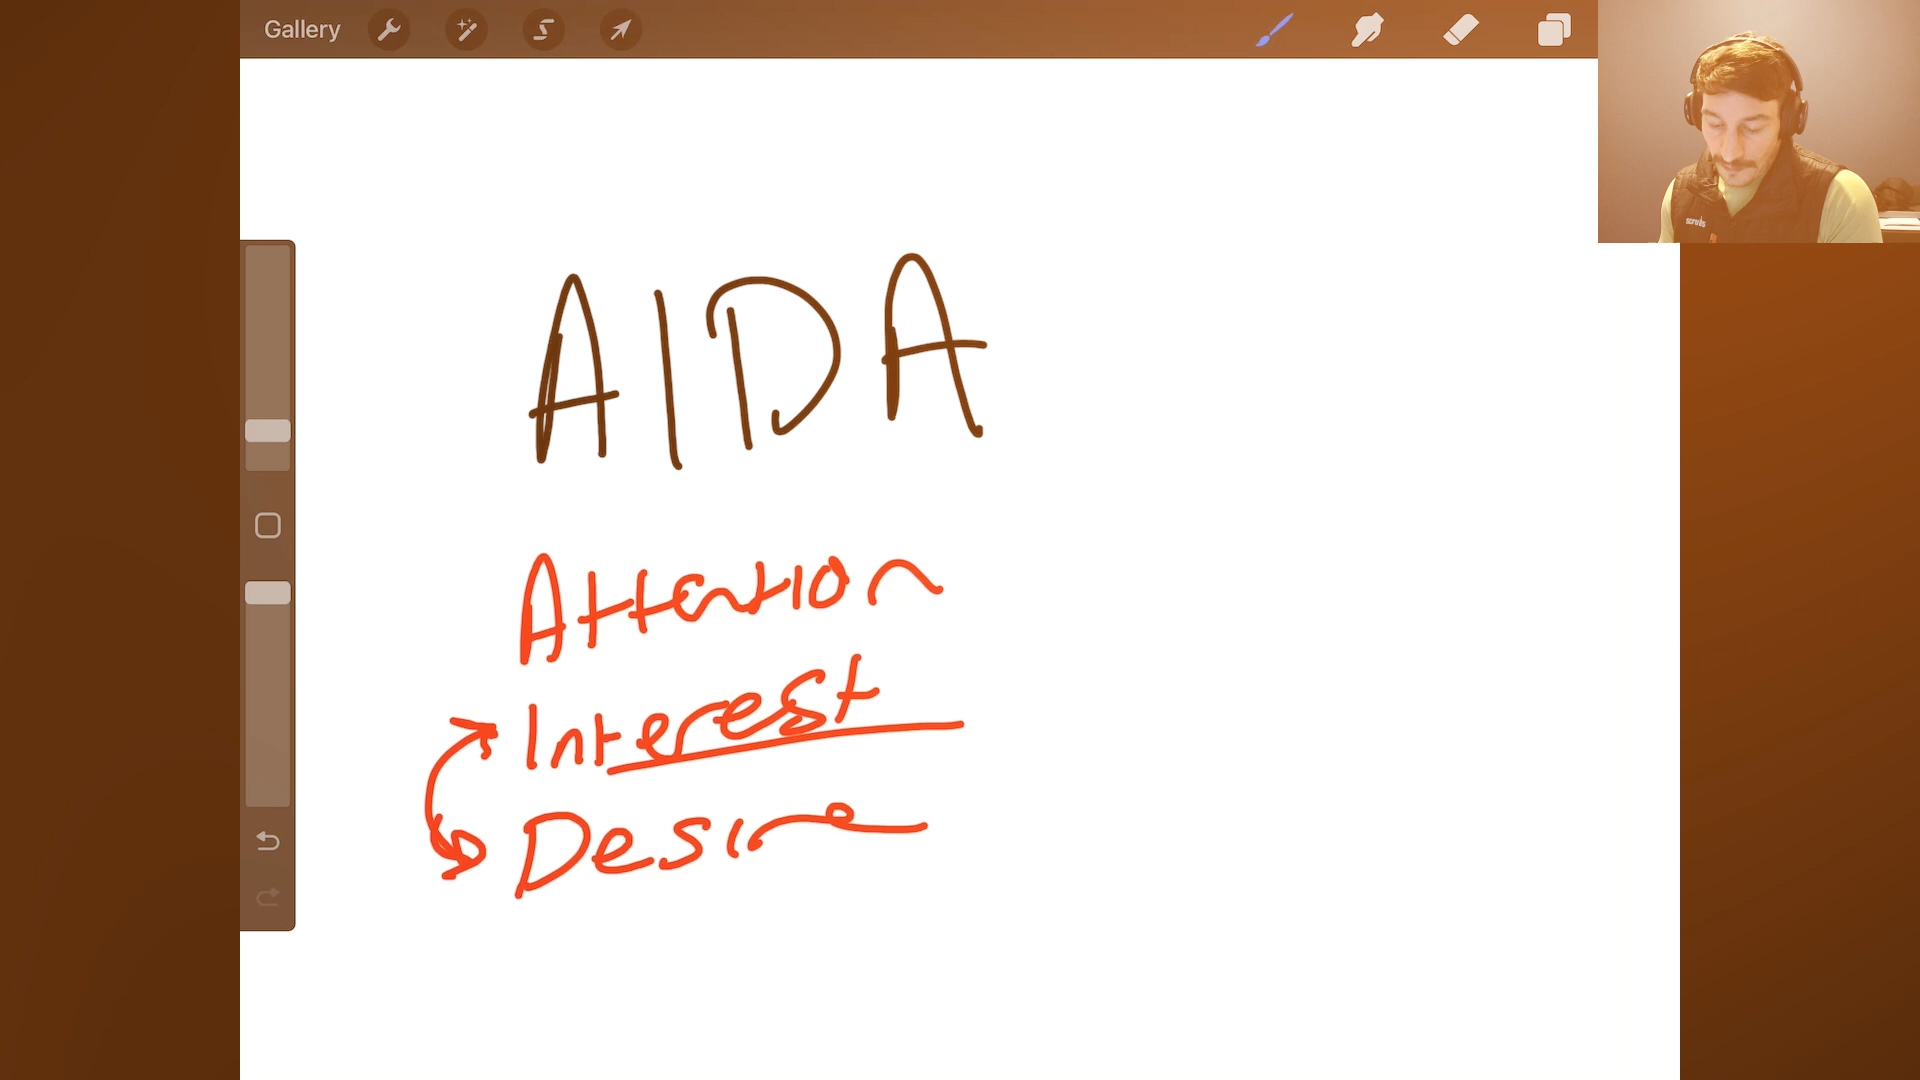 Gallery
AIDA
Attention
Interest
Desire